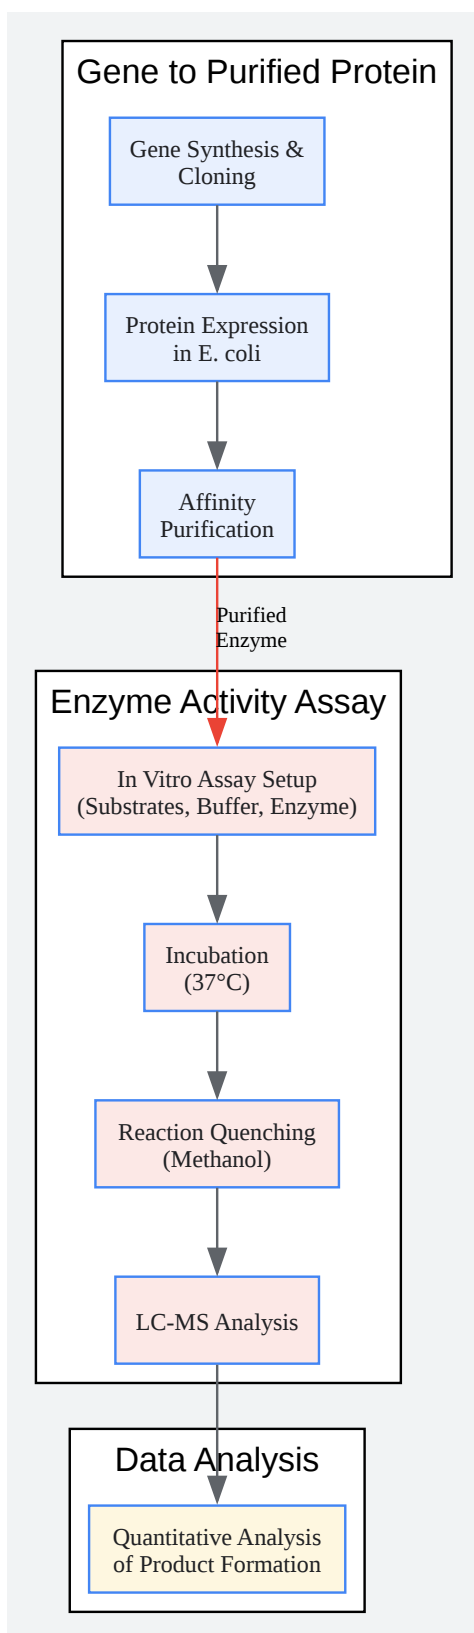 Gene to Purified Protein
Gene Synthesis &
Cloning
Protein Expression
in E. coli
Affinity
Purification
Purified
Enzyme
Enzyme Activity Assay
In Vitro Assay Setup
(Substrates, Buffer, Enzyme)
Incubation
(37°C)
Reaction Quenching
(Methanol)
LC-MS Analysis
Data Analysis
Quantitative Analysis
of Product Formation